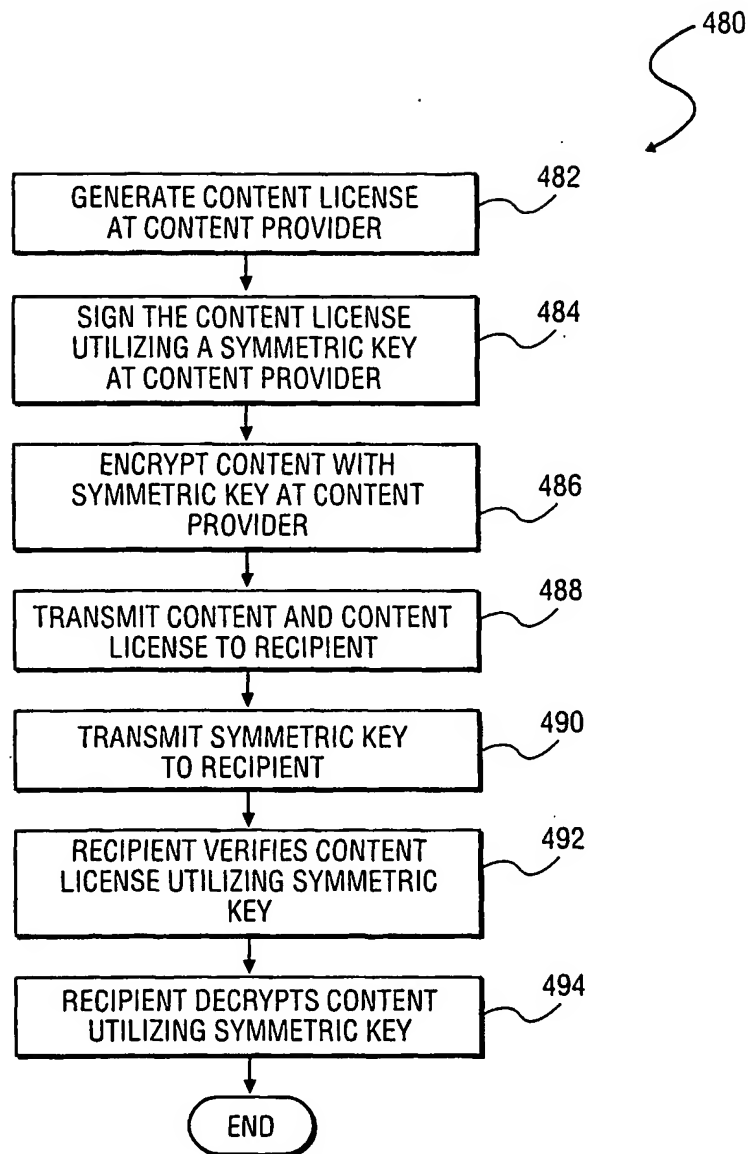 480
GENERATE CONTENT LICENSE
AT CONTENT PROVIDER
482
SIGN THE CONTENT LICENSE
UTILIZING A SYMMETRIC KEY
AT CONTENT PROVIDER
484
ENCRYPT CONTENT WITH
SYMMETRIC KEY AT CONTENT
PROVIDER
486
TRANSMIT CONTENT AND CONTENT
LICENSE TO RECIPIENT
488
TRANSMIT SYMMETRIC KEY
TO RECIPIENT
490
RECIPIENT VERIFIES CONTENT
LICENSE UTILIZING SYMMETRIC
KEY
492
RECIPIENT DECRYPTS CONTENT
UTILIZING SYMMETRIC KEY
494
END